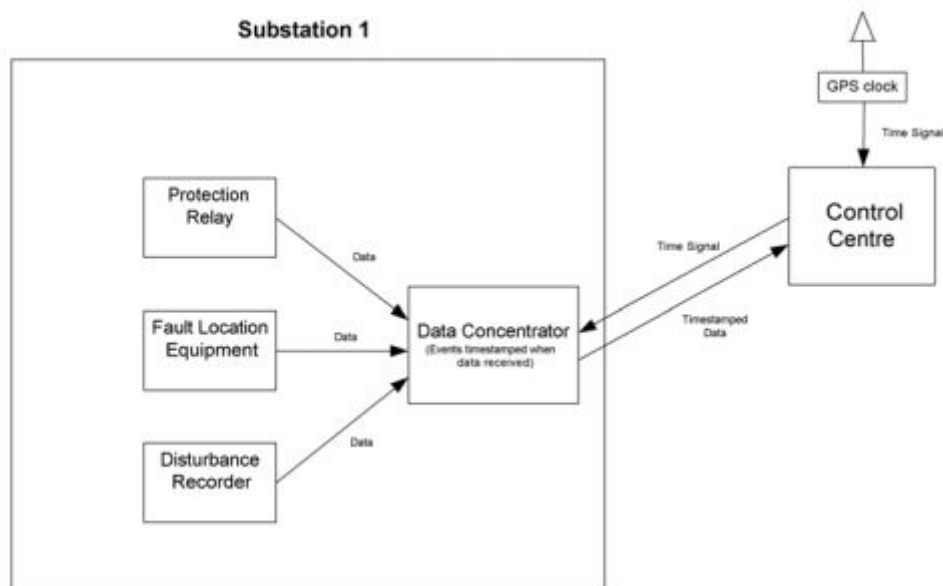 Substation 1
GPS clock
Time Signal
Protection
Relay
Control
Centre
Data
Time Signal
Fault Location
Equipment
Data
Data Concentrator
(Events timestamped when
data received)
Timestamped
Data
Data
Disturbance
Recorder